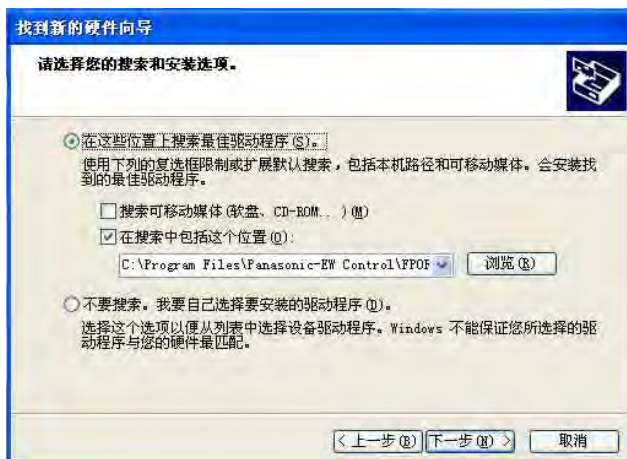 找到新的硬件向导
请选择您的搜索和安装选项。
在这些位置上搜索最佳驱动程序(S)。
使用下列的复选框限制或扩展默认搜索，包括本机路径和可移动媒体。会安装找
到的最佳驱动程序。
搜索可移动媒体(软盘、CD-ROM...)(M)
在搜索中包括这个位置(O):
C:\Program Files\Panasonic-EW Control\FPOF 浏览(R)
不要搜索。我要自己选择要安装的驱动程序(D)。
选择这个选项以便从列表中选择设备驱动程序。Windows 不能保证您所选择的驱
动程序与您的硬件最匹配。
< 上一步(B) 下一步(N) > 取消